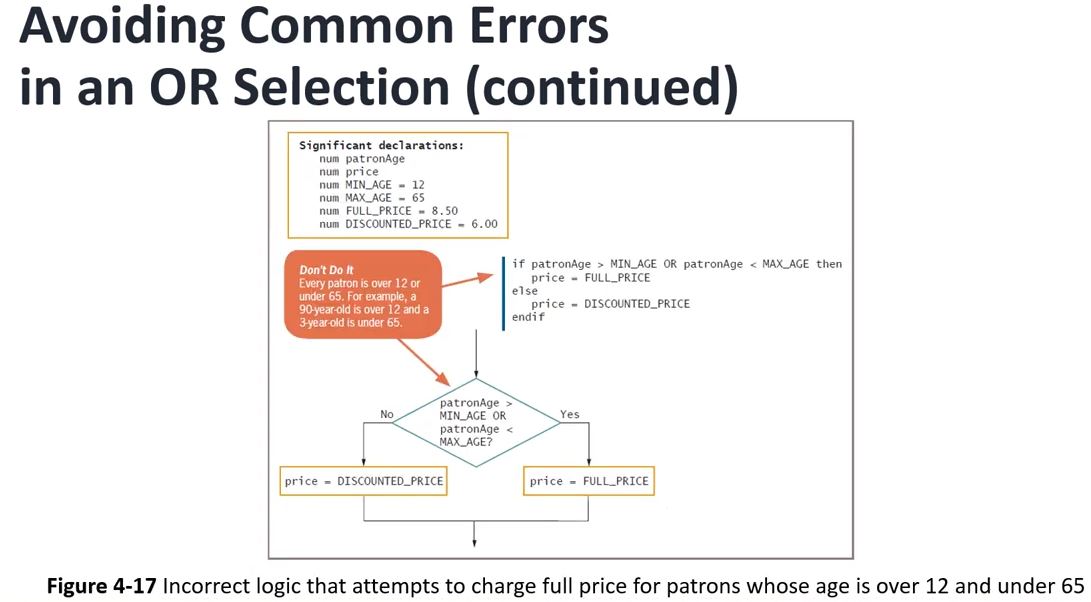 Avoiding Common Errors
in an OR Selection (continued)
Significant declarations:
num patronAge
num price
num MIN_AGE = 12
num MAX_AGE = 65
num FULL_PRICE = 8.50
num DISCOUNTED_PRICE = 6.00
Don't Do It
Every patron is over 12 or
under 65. For example, a
90-year-old is over 12 and a
3-year-old is under 65.
if patronAge > MIN_AGE OR patronAge < MAX_AGE then
price = FULL_PRICE
else
price = DISCOUNTED_PRICE
endif
No
patronAge >
MIN_AGE OR
patronAge <
MAX_AGE?
Yes
price = DISCOUNTED_PRICE
price = FULL_PRICE
Figure 4-17 Incorrect logic that attempts to charge full price for patrons whose age is over 12 and under 65